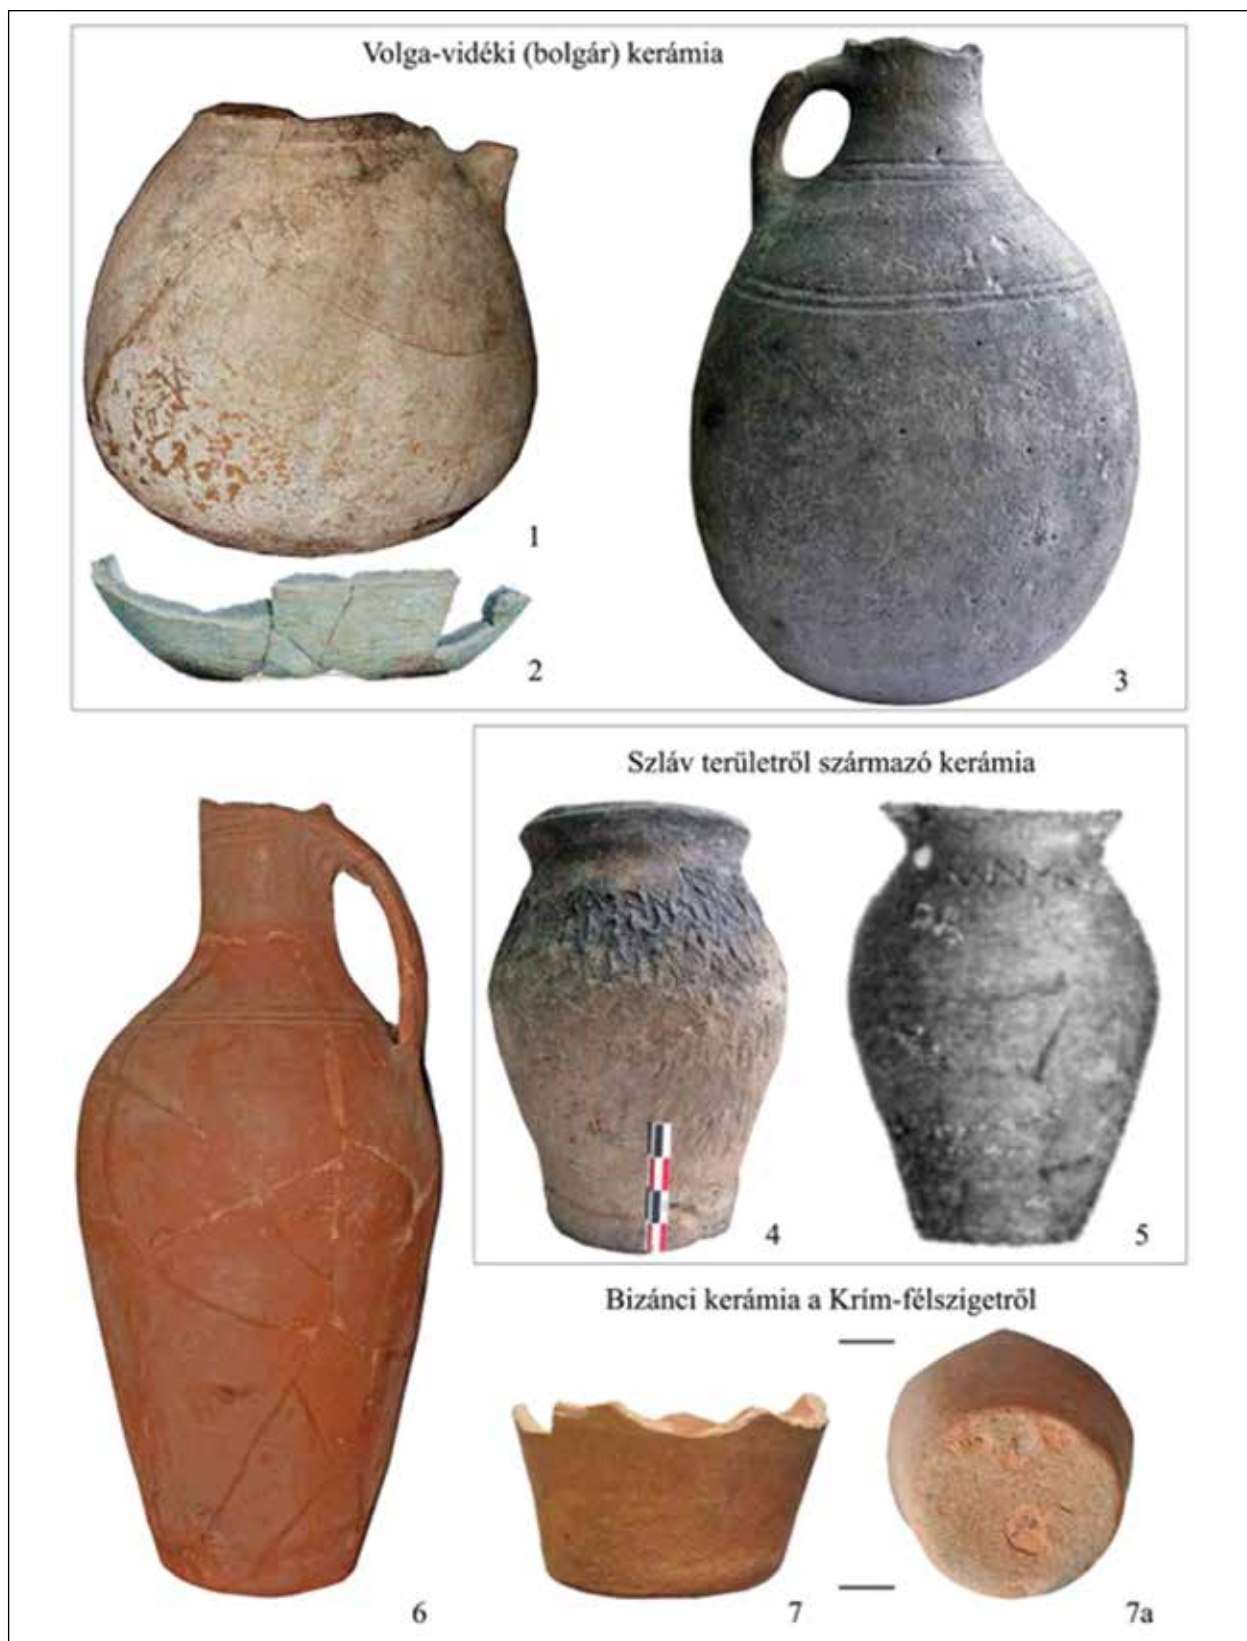 Volga-vidéki (bolgár) kerámia
1
2
3
Szláv területről származó kerámia
4
5
Bizánci kerámia a Krím-félszigetről
6
7
7a